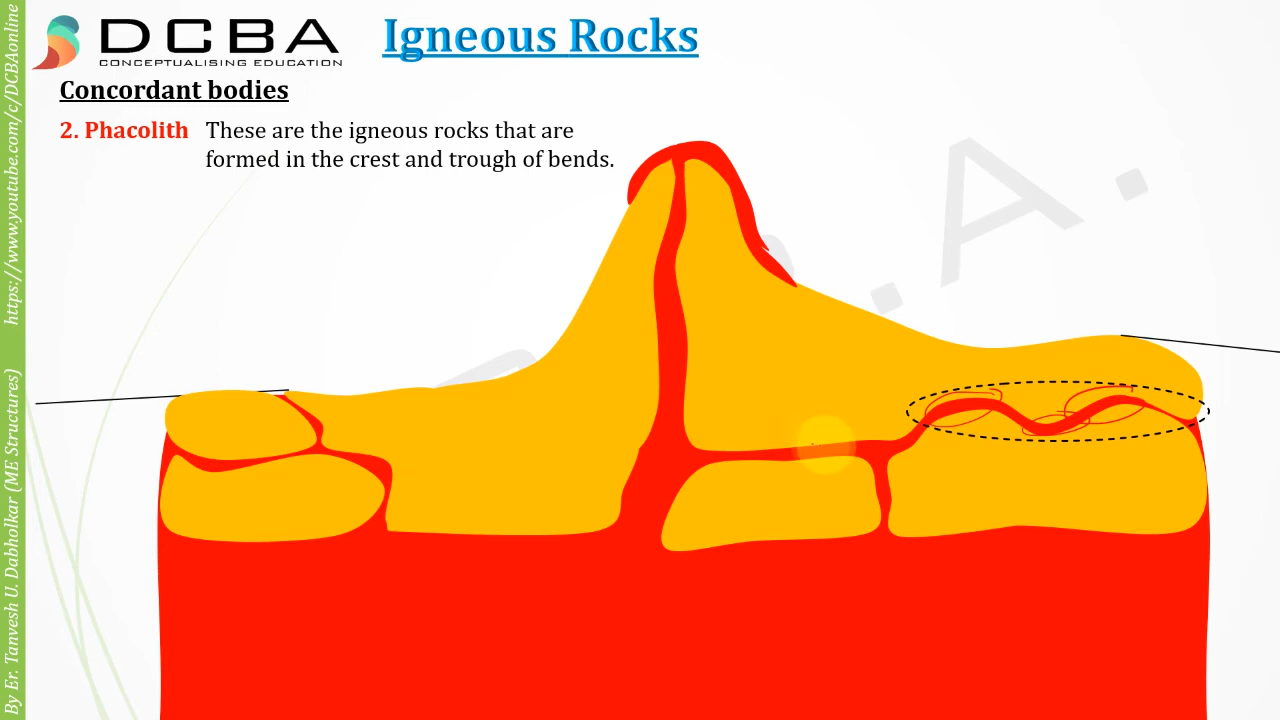 DCBA
CONCEPTUALISING EDUCATION
Igneous Rocks
Concordant bodies
2. Phacolith These are the igneous rocks that are
formed in the crest and trough of bends.
By Er. Tanvesh U. Dabholkar (ME Structures) https://www.youtube.com/c/DCBAonline
A.